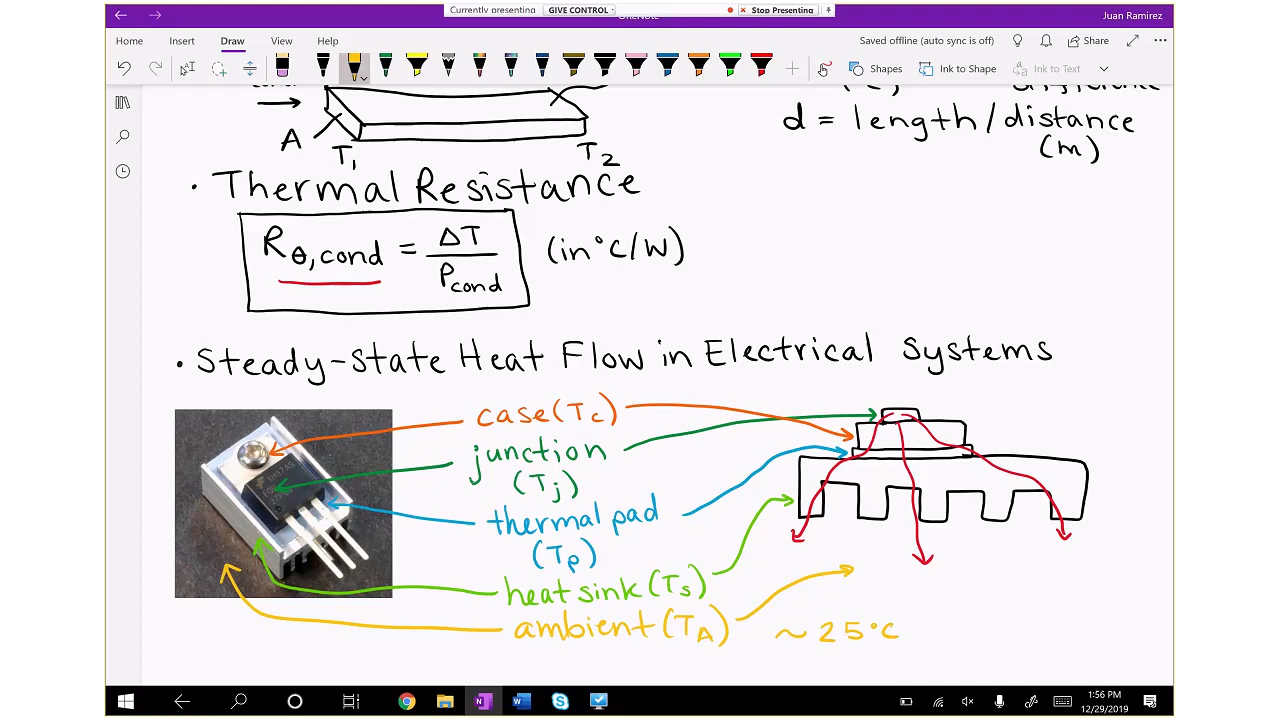 Currently presenting GIVE CONTROL Stop Presenting
OneNote
Juan Ramirez
Home Insert Draw View Help
Saved offline (auto sync is off) Share
Shapes Ink to Shape Ink to Text
d = length/distance
(m)
A T1 T2
· Thermal Resistance
Rθ,cond = ΔT / Pcond (in °C/W)
· Steady-state Heat Flow in Electrical Systems
case (Tc)
junction
(Tj)
thermal pad
(Tp)
heat sink (Ts)
ambient (TA)
~25°C
1:56 PM
12/29/2019